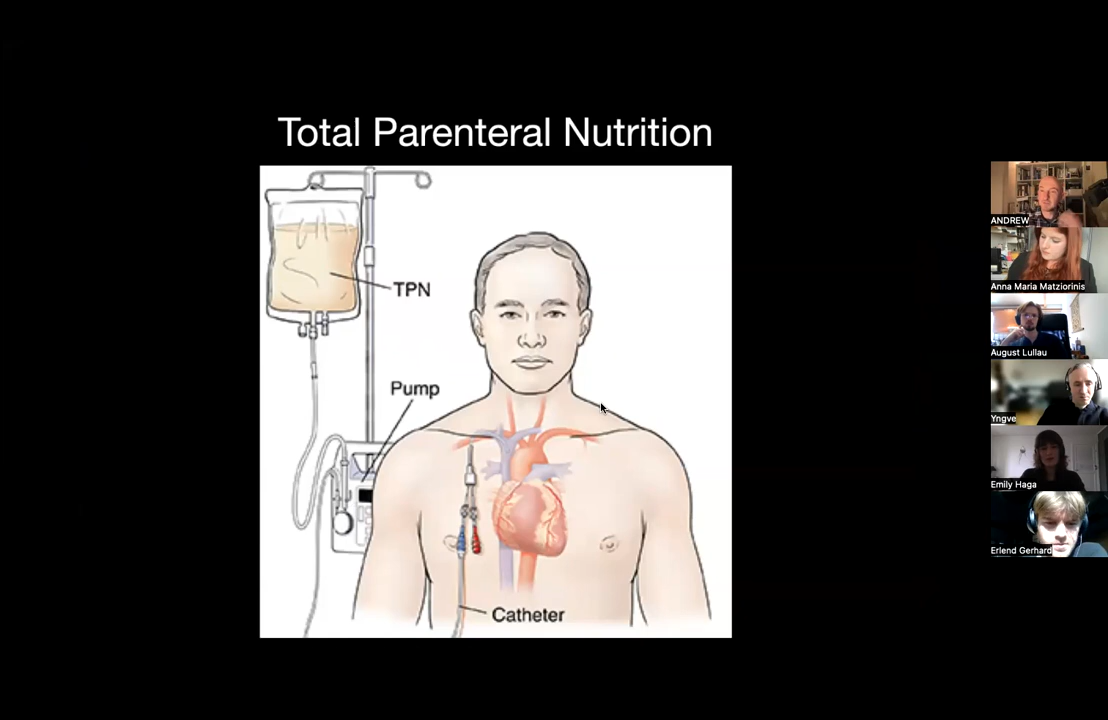 Total Parenteral Nutrition
TPN
Pump
Catheter
ANDREW
Anna Maria Matziorinis
August Lullau
Yngve
Emily Haga
Erlend Gerhard